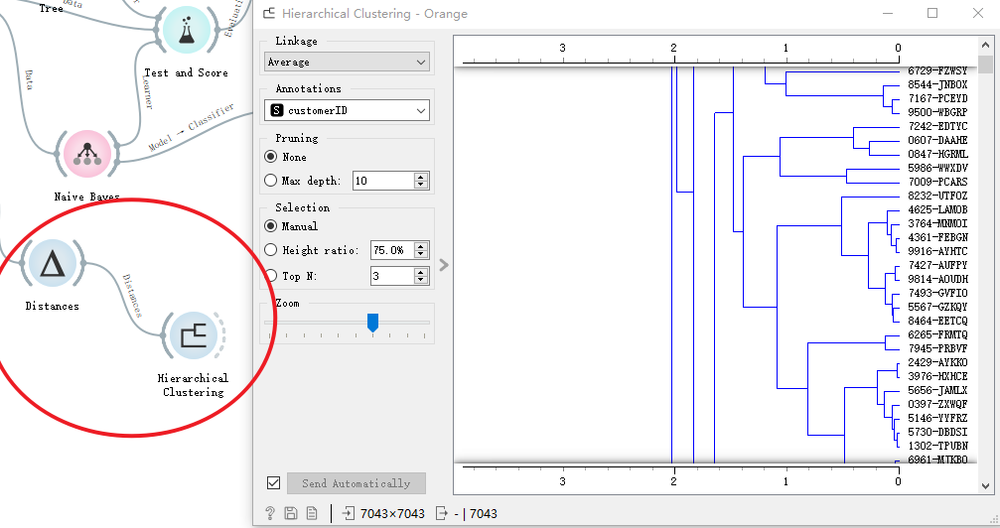 Tree
Data
Evaluati
Test and Score
Data
Learner
Model → Classifier
Naive Bayes
Distances
Distances
Hierarchical
Clustering
Hierarchical Clustering - Orange
Linkage
Average
Annotations
S customerID
Pruning
None
Max depth: 10
Selection
Manual
Height ratio: 75.0%
Top N: 3
Zoom
Send Automatically
? 7043×7043 - | 7043
3 2 1 0
6729-FZWSY
8544-JNBOX
7167-PCEYD
9500-WBGRP
7242-EDTYC
0607-DAAHE
0847-HGRML
5986-WWXDV
7009-PCARS
8232-UTFOZ
4625-LAMOB
3764-MNMOI
4361-FEBGN
9916-AYHTC
7427-AUFPY
9814-AOUDH
7493-GVFIO
5567-GZKQY
8464-EETCQ
6265-FRMTQ
7945-PRBVF
2429-AYKKO
3976-HXHCE
5656-JAMLX
0397-ZXWQF
5146-YYFRZ
5730-DBDSI
1302-TPUBN
6961-MJKBO
3 2 1 0